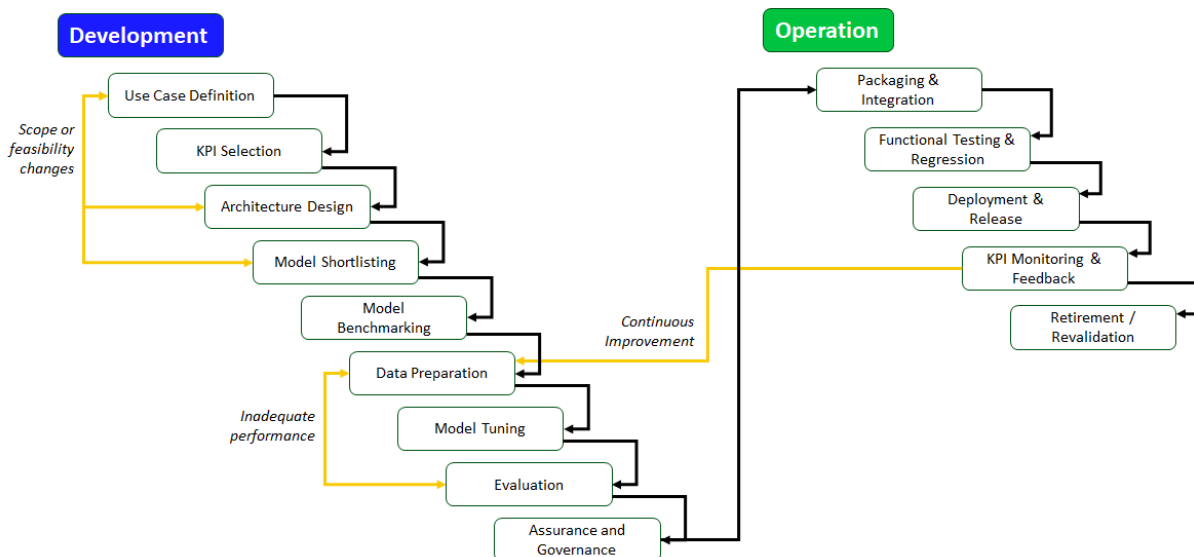 Development
Operation
Use Case Definition
Scope or
feasibility
changes
KPI Selection
Architecture Design
Model Shortlisting
Model
Benchmarking
Data Preparation
Inadequate
performance
Model Tuning
Evaluation
Assurance and
Governance
Continuous
Improvement
Packaging &
Integration
Functional Testing &
Regression
Deployment &
Release
KPI Monitoring &
Feedback
Retirement /
Revalidation